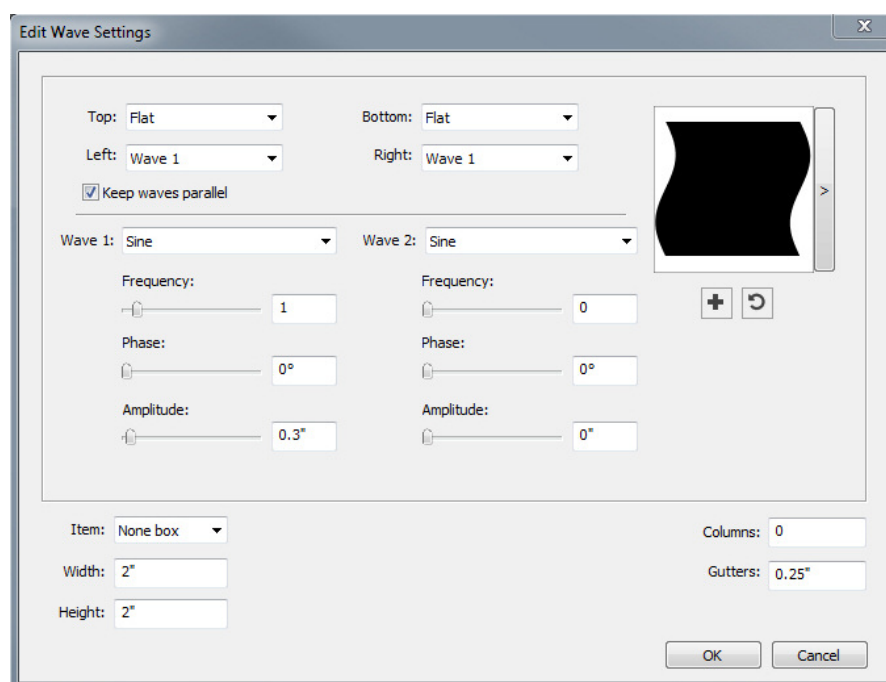 Edit Wave Settings
Top: Flat Bottom: Flat
Left: Wave 1 Right: Wave 1
Keep waves parallel
>
Wave 1: Sine Wave 2: Sine
Frequency: Frequency:
1 0
Phase: Phase:
0° 0°
Amplitude: Amplitude:
0.3" 0"
Item: None box Columns: 0
Width: 2" Gutters: 0.25"
Height: 2"
OK Cancel